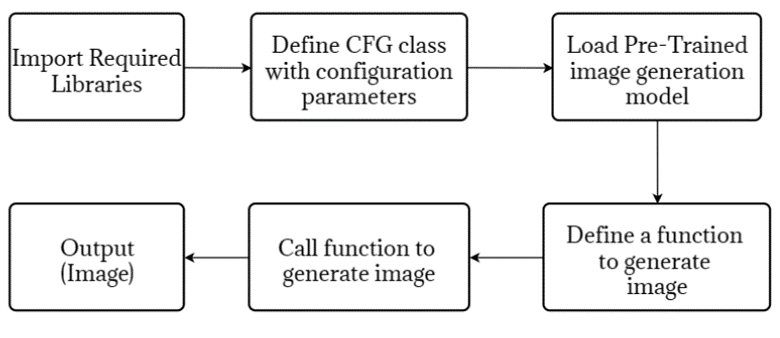 Import Required
Libraries
Define CFG class
with configuration
parameters
Load Pre-Trained
image generation
model
Define a function
to generate
image
Call function to
generate image
Output
(Image)